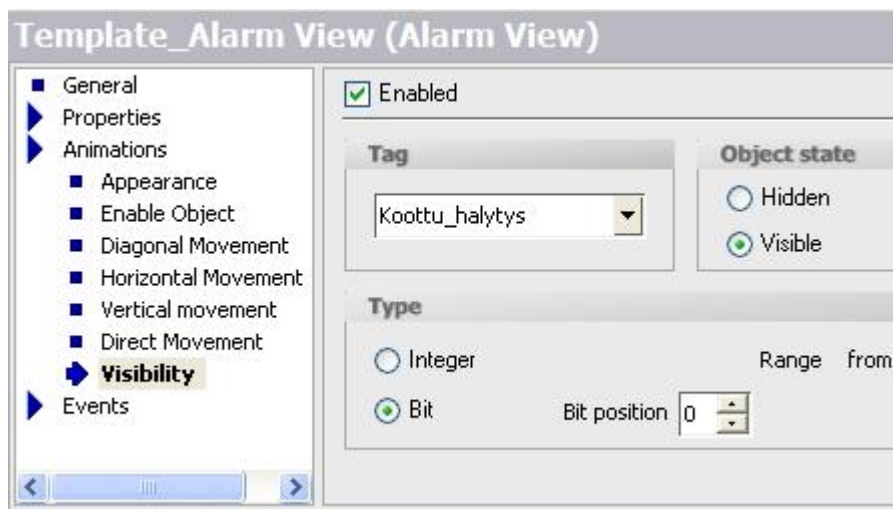 Template_Alarm View (Alarm View)
General
Properties
Animations
Appearance
Enable Object
Diagonal Movement
Horizontal Movement
Vertical movement
Direct Movement
Visibility
Events
Enabled
Tag
Koottu_halytys
Object state
Hidden
Visible
Type
Integer Range from
Bit Bit position 0